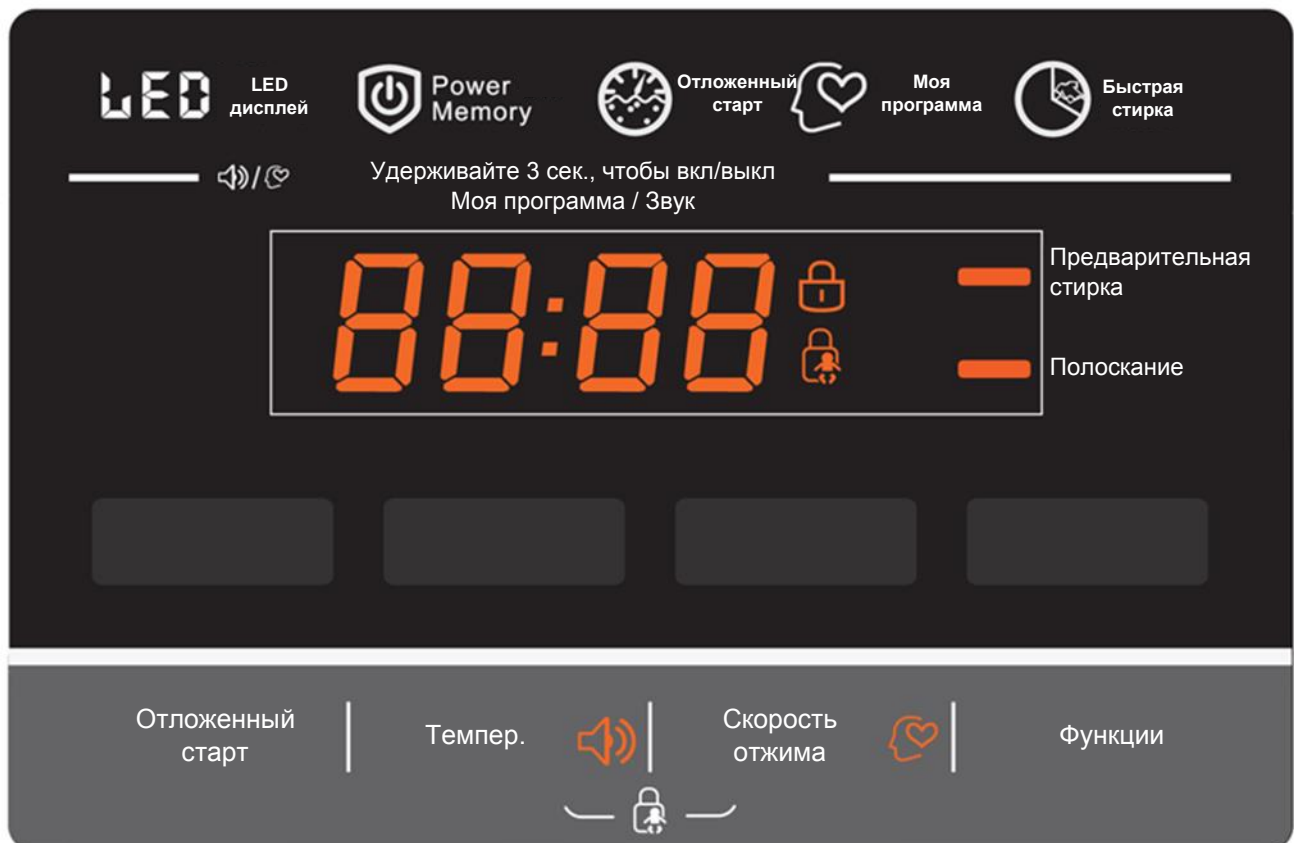 LED
LED
дисплей
Power
Memory
Отложенный
старт
Моя
программа
Быстрая
стирка
Удерживайте 3 сек., чтобы вкл/выкл
/
Моя программа / Звук
88:88
Предварительная
стирка
Полоскание
Отложенный
старт
Темпер.
Скорость
отжима
Функции